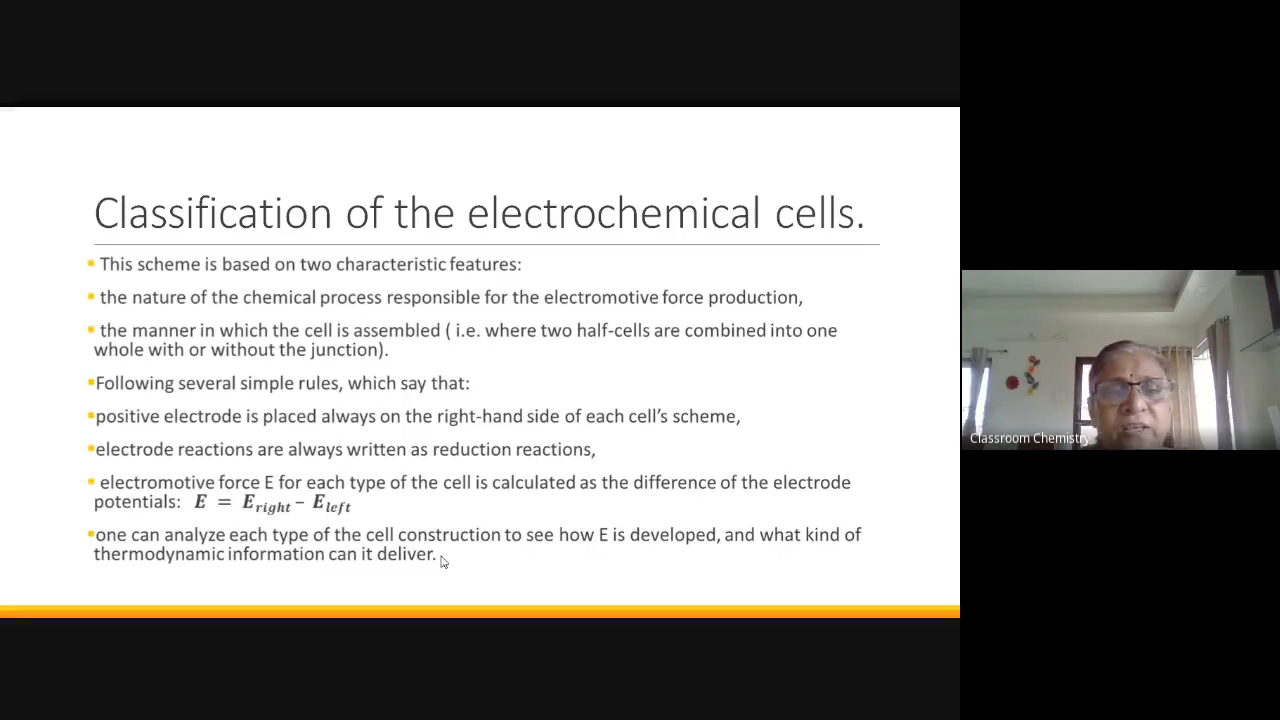 Classification of the electrochemical cells.
▪ This scheme is based on two characteristic features:
▪ the nature of the chemical process responsible for the electromotive force production,
▪ the manner in which the cell is assembled ( i.e. where two half-cells are combined into one
whole with or without the junction).
▪Following several simple rules, which say that:
▪positive electrode is placed always on the right-hand side of each cell’s scheme,
▪electrode reactions are always written as reduction reactions,
▪ electromotive force E for each type of the cell is calculated as the difference of the electrode
potentials: E = E_right – E_left
▪one can analyze each type of the cell construction to see how E is developed, and what kind of
thermodynamic information can it deliver.
Classroom Chemistry